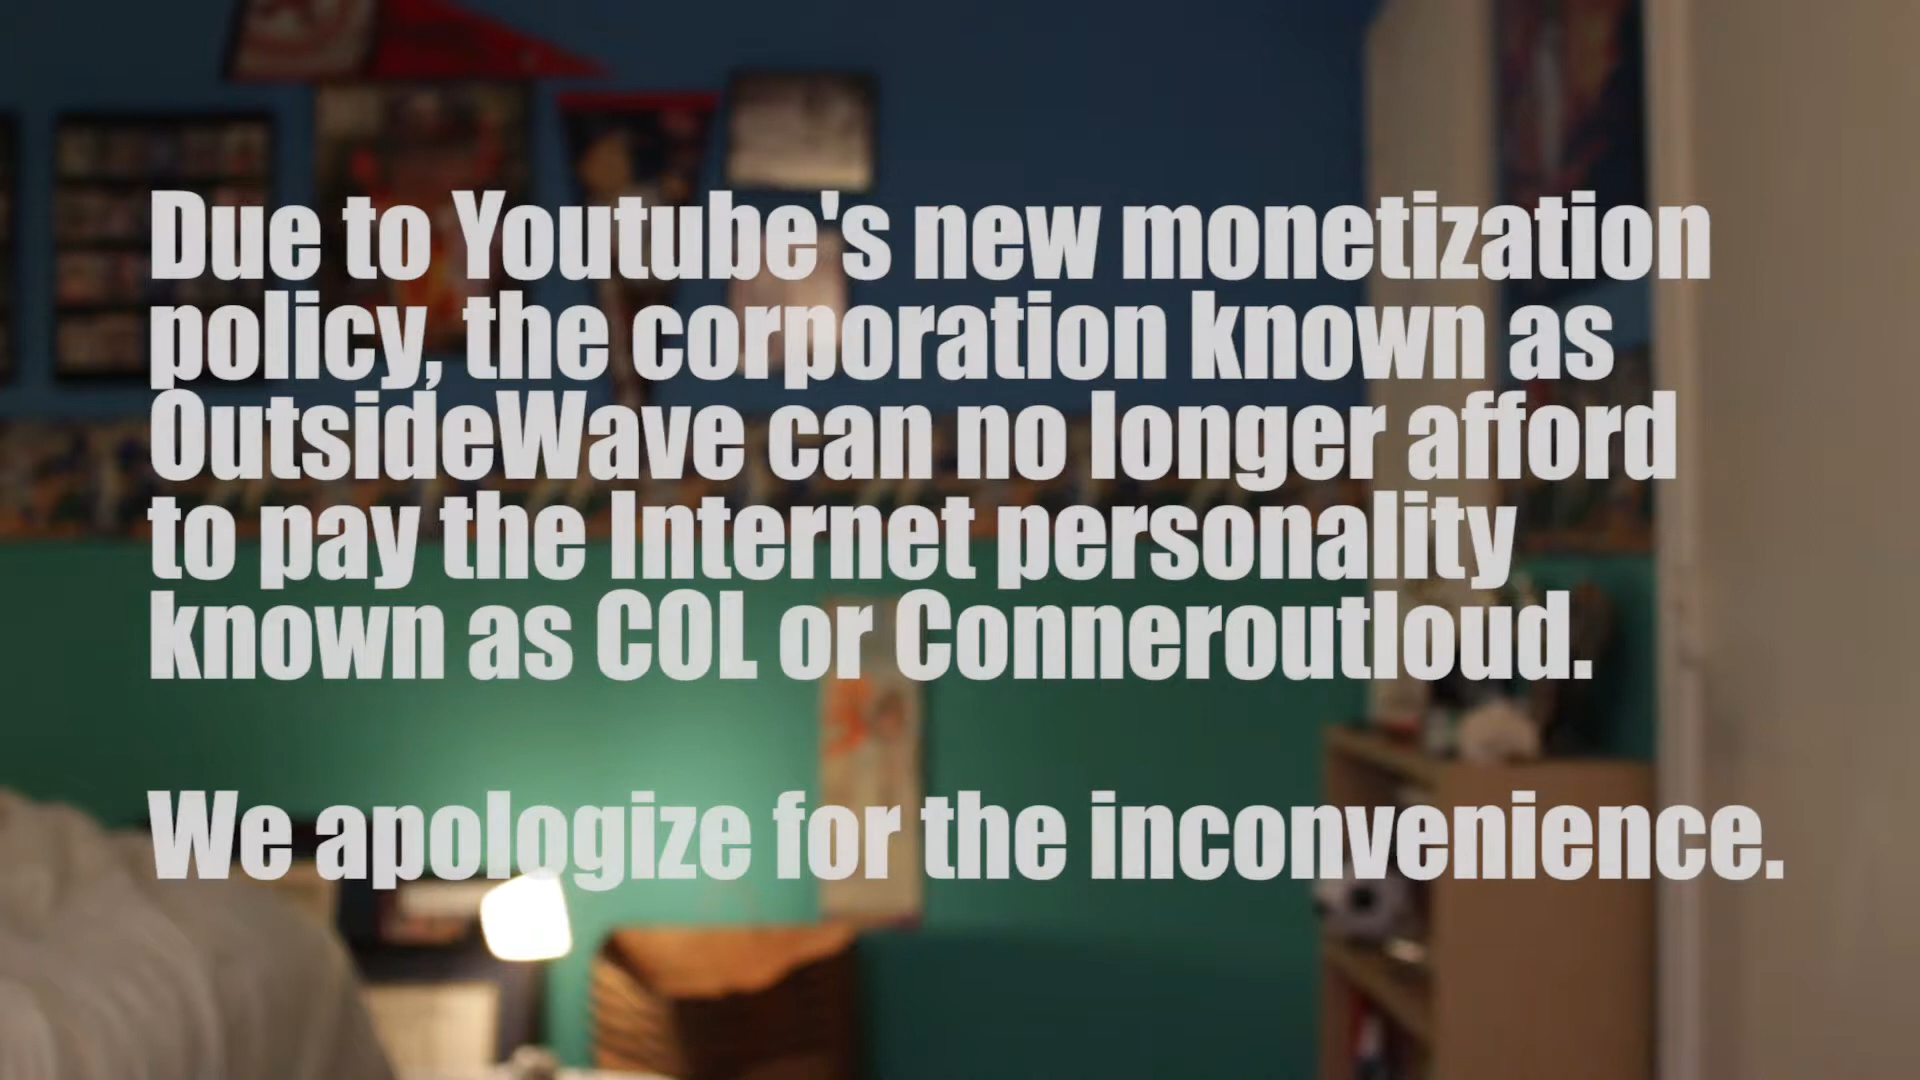 Due to Youtube's new monetization
policy, the corporation known as
OutsideWave can no longer afford
to pay the Internet personality
known as COL or Conneroutloud.
We apologize for the inconvenience.